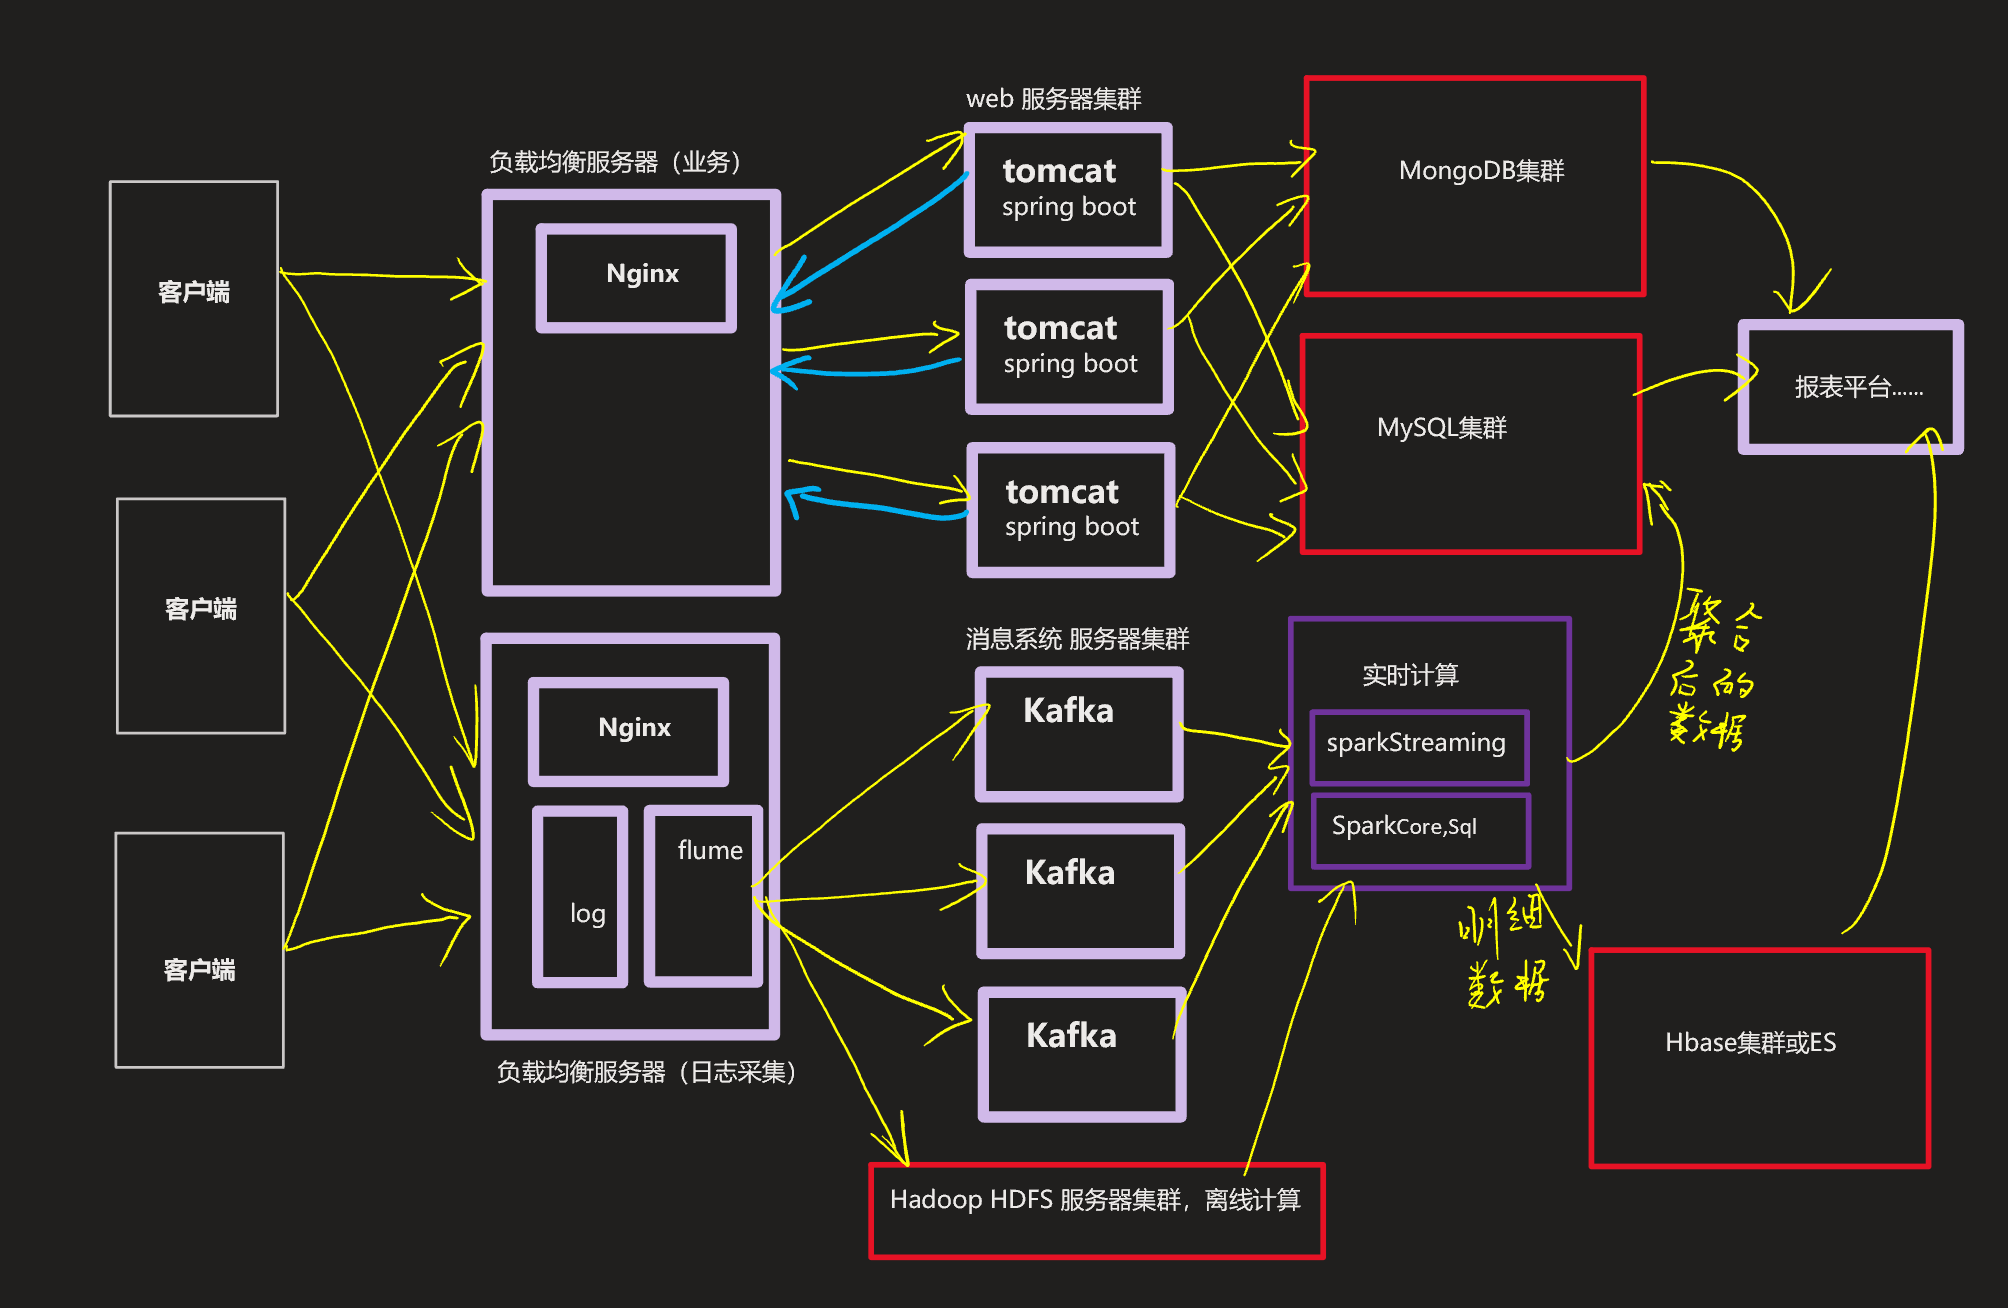 客户端
客户端
客户端
负载均衡服务器（业务）
Nginx
Nginx
log
flume
负载均衡服务器（日志采集）
web 服务器集群
tomcat
spring boot
tomcat
spring boot
tomcat
spring boot
消息系统 服务器集群
Kafka
Kafka
Kafka
Hadoop HDFS 服务器集群，离线计算
MongoDB集群
MySQL集群
实时计算
sparkStreaming
SparkCore,Sql
聚合
后的
数据
数据
Hbase集群或ES
报表平台......